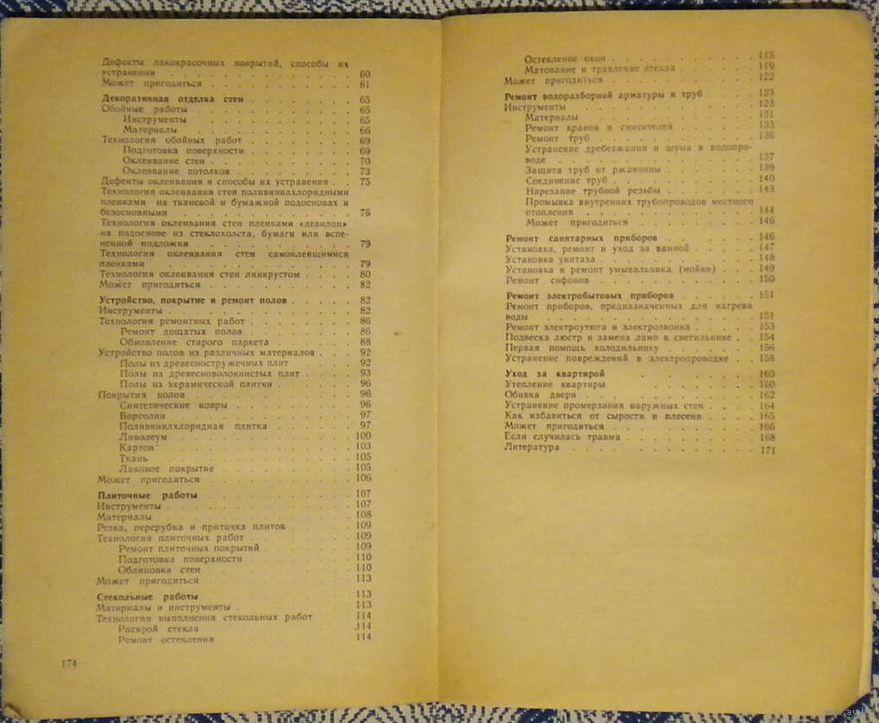 Дефекты лакокрасочных покрытий, способы их
устранения . . . . . . . . . . 60
Может пригодиться . . . . . . . . 61
Декоративная отделка стен . . . . . . 65
Обойные работы . . . . . . . . 65
Инструменты . . . . . . . . 65
Материалы . . . . . . . . 66
Технология обойных работ . . . . . . 69
Подготовка поверхности . . . . . . 69
Оклеивание стен . . . . . . . 70
Оклеивание потолков . . . . . . 73
Дефекты оклеивания и способы их устранения . . 75
Технология оклеивания стен поливинилхлоридными
пленками на тканевой и бумажной подосновах и
безосновными . . . . . . . . . 76
Технология оклеивания стен пленками «девилон»
на подоснове из стеклохолста, бумаги или вспе-
ненной подложки . . . . . . . . 79
Технология оклеивания стен самоклеящимися
пленками . . . . . . . . . . 79
Технология оклеивания стен линкрустом . . . 80
Может пригодиться . . . . . . . . 82
Устройство, покрытие и ремонт полов . . . . 82
Инструменты . . . . . . . . . 82
Технология ремонтных работ . . . . . . 86
Ремонт дощатых полов . . . . . . 86
Обновление старого паркета . . . . . 88
Устройство полов из различных материалов . . . 92
Полы из древесностружечных плит . . . . 92
Полы из древесноволокнистых плит . . . . 93
Полы из керамической плитки . . . . . 96
Покрытия полов . . . . . . . . 96
Синтетические ковры . . . . . . 96
Ворсолин . . . . . . . . . 97
Поливинилхлоридная плитка . . . . . 97
Линолеум . . . . . . . . . 100
Картон . . . . . . . . . 103
Ткань . . . . . . . . . 105
Лаковое покрытие . . . . . . . 105
Может пригодиться . . . . . . . . 106
Плиточные работы . . . . . . . . 107
Инструменты . . . . . . . . . 107
Материалы . . . . . . . . . 108
Резка, перерубка и приточка плиток . . . . 109
Технология плиточных работ . . . . . . 109
Ремонт плиточных покрытий . . . . . 109
Подготовка поверхности . . . . . . 110
Облицовка стен . . . . . . . 110
Может пригодиться . . . . . . . . 113
Стекольные работы . . . . . . . . 113
Материалы и инструменты . . . . . . 113
Технология выполнения стекольных работ . . . 114
Раскрой стекла . . . . . . . 114
Ремонт остекления . . . . . . . 114
174
Остекление окон . . . . . . . 115
Матование и травление стекла . . . . . 119
Может пригодиться . . . . . . . . 122
Ремонт водоразборной арматуры и труб . . . 123
Инструменты . . . . . . . . . 123
Материалы . . . . . . . . 131
Ремонт кранов и смесителей . . . . . 133
Ремонт труб . . . . . . . . 136
Устранение дребезжания и шума в водопро-
воде . . . . . . . . . . 137
Защита труб от ржавчины . . . . . . 139
Соединение труб . . . . . . . 140
Нарезание трубной резьбы . . . . . 143
Промывка внутренних трубопроводов местного
отопления . . . . . . . . . 144
Может пригодиться . . . . . . . 146
Ремонт санитарных приборов . . . . . . 146
Установка, ремонт и уход за ванной . . . . 147
Установка унитаза . . . . . . . . 148
Установка и ремонт умывальника (мойки) . . . 149
Ремонт сифонов . . . . . . . . 150
Ремонт электробытовых приборов . . . . . 151
Ремонт приборов, предназначенных для нагрева
воды . . . . . . . . . . . 151
Ремонт электроутюга и электрозвонка . . . . 153
Подвеска люстр и замена ламп в светильнике . . 154
Первая помощь холодильнику . . . . . 156
Устранение повреждений в электропроводке . . 158
Уход за квартирой . . . . . . . 160
Утепление квартиры . . . . . . . 160
Обивка двери . . . . . . . . . 162
Устранение промерзания наружных стен . . . . 164
Как избавиться от сырости и плесени . . . . 165
Может пригодиться . . . . . . . . 166
Если случилась травма . . . . . . . 168
Литература . . . . . . . . . 171